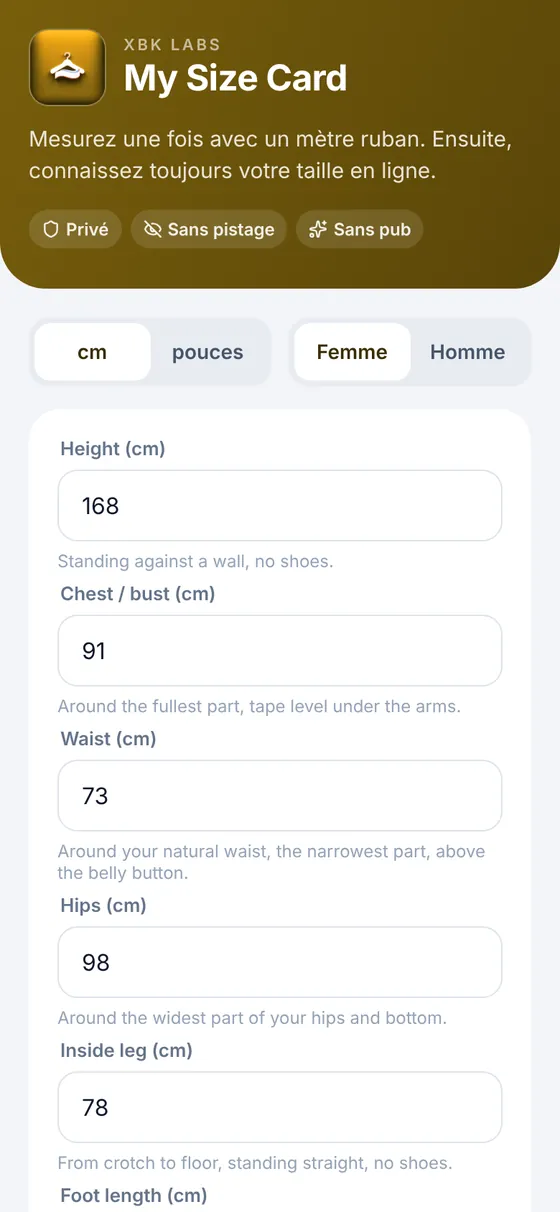 XBK LABS
My Size Card
Mesurez une fois avec un mètre ruban. Ensuite,
connaissez toujours votre taille en ligne.
Privé
Sans pistage
Sans pub
cm
pouces
Femme
Homme
Height (cm)
168
Standing against a wall, no shoes.
Chest / bust (cm)
91
Around the fullest part, tape level under the arms.
Waist (cm)
73
Around your natural waist, the narrowest part, above
the belly button.
Hips (cm)
98
Around the widest part of your hips and bottom.
Inside leg (cm)
78
From crotch to floor, standing straight, no shoes.
Foot length (cm)